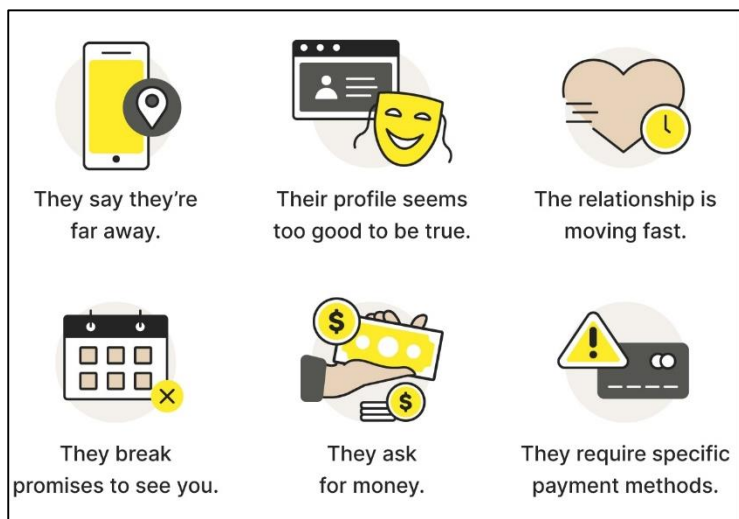 They say they're
far away.
Their profile seems
too good to be true.
The relationship is
moving fast.
They break
promises to see you.
$
$
They ask
for money.
!
They require specific
payment methods.